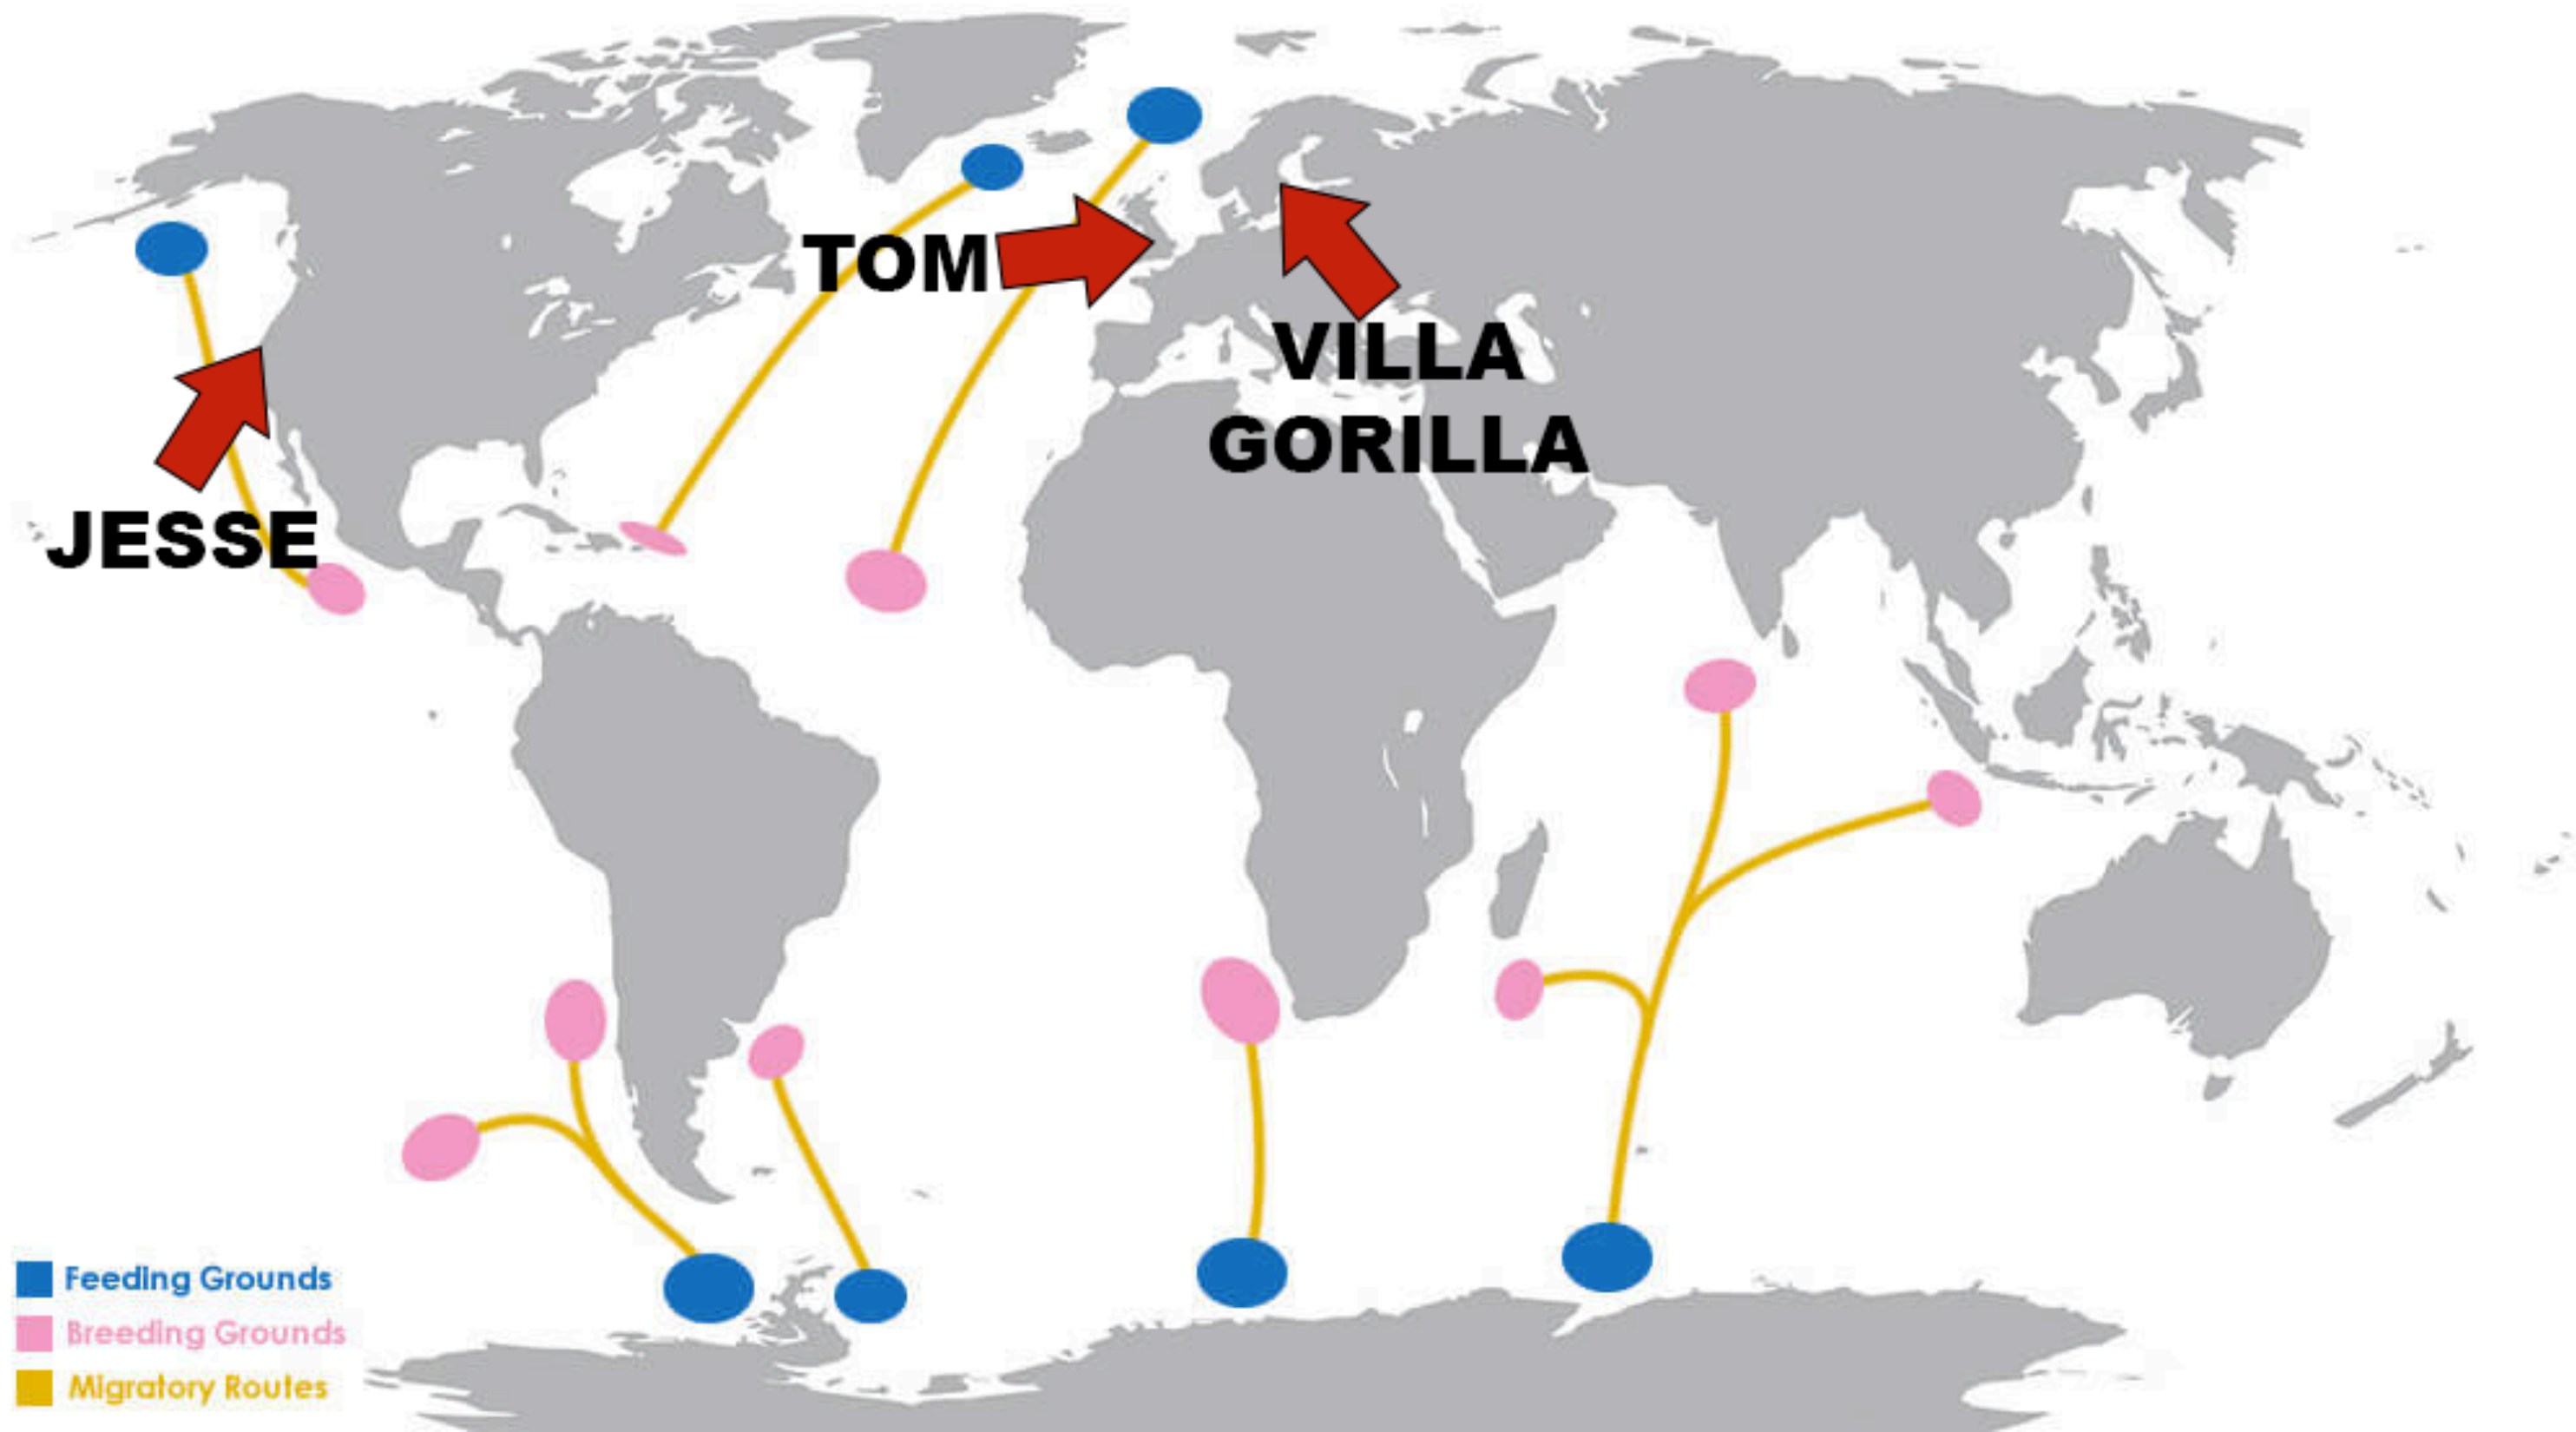 TOM
VILLA
GORILLA
JESSE
Feeding Grounds
Breeding Grounds
Migratory Routes